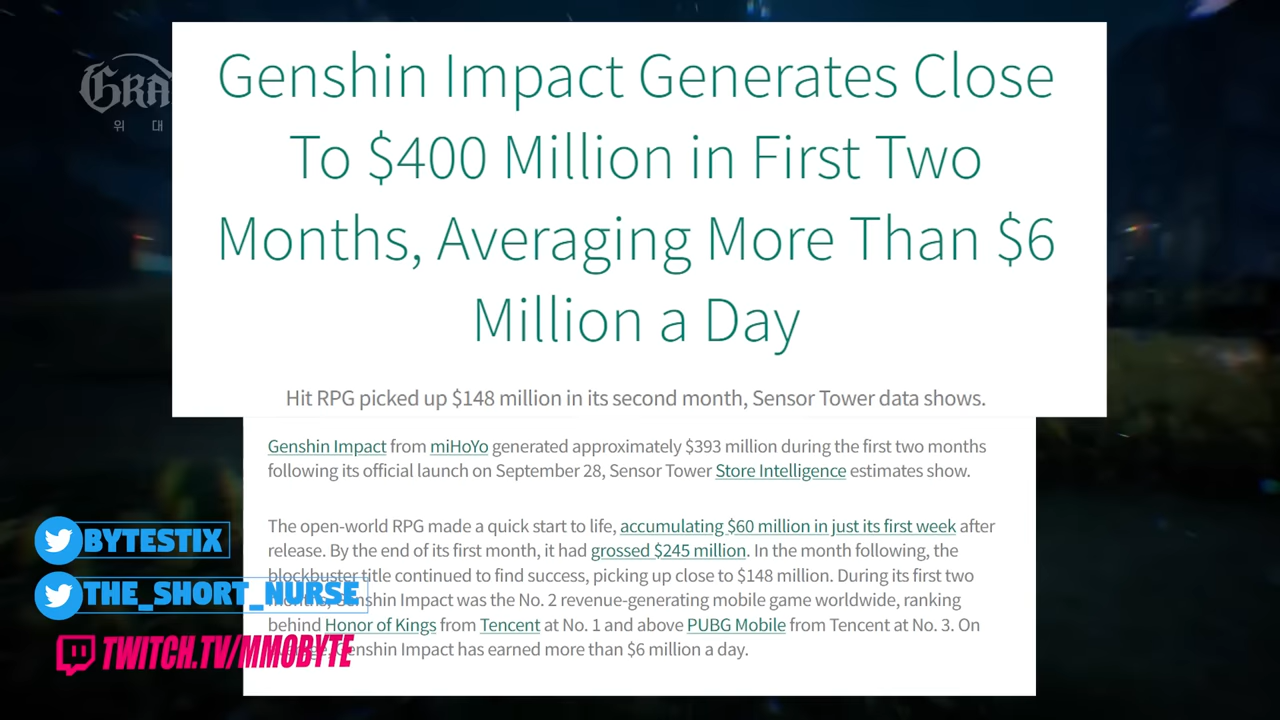 GRA
위 대
Genshin Impact Generates Close
To $400 Million in First Two
Months, Averaging More Than $6
Million a Day
Hit RPG picked up $148 million in its second month, Sensor Tower data shows.
Genshin Impact from miHoYo generated approximately $393 million during the first two months
following its official launch on September 28, Sensor Tower Store Intelligence estimates show.
The open-world RPG made a quick start to life, accumulating $60 million in just its first week after
release. By the end of its first month, it had grossed $245 million. In the month following, the
blockbuster title continued to find success, picking up close to $148 million. During its first two
Genshin Impact was the No. 2 revenue-generating mobile game worldwide, ranking
behind Honor of Kings from Tencent at No. 1 and above PUBG Mobile from Tencent at No. 3. On
Genshin Impact has earned more than $6 million a day.
BYTESTIX
THE_SHORT_NURSE
TWITCH.TV/MMOBYTE